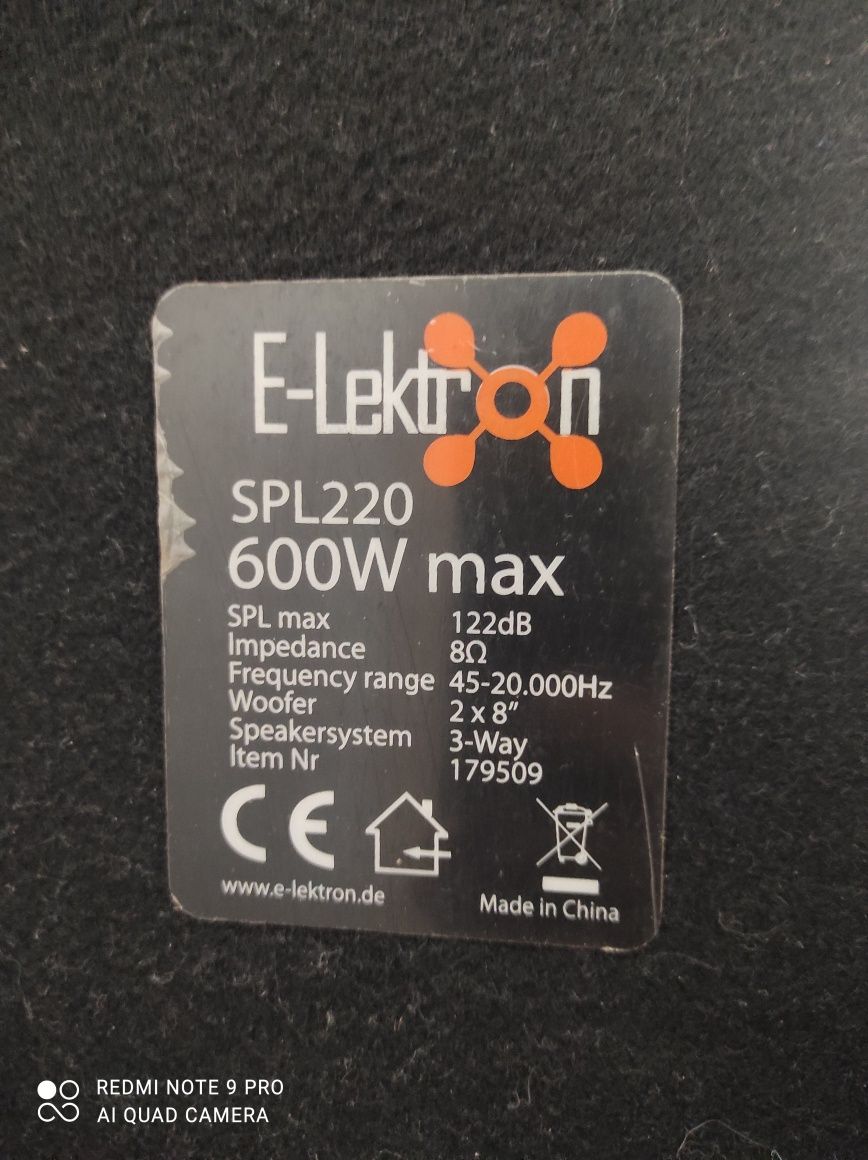 E-Lektron
SPL220
600W max
SPL max 122dB
Impedance 8Ω
Frequency range 45-20.000Hz
Woofer 2 x 8”
Speakersystem 3-Way
Item Nr 179509
CE
www.e-lektron.de
Made in China
REDMI NOTE 9 PRO
AI QUAD CAMERA